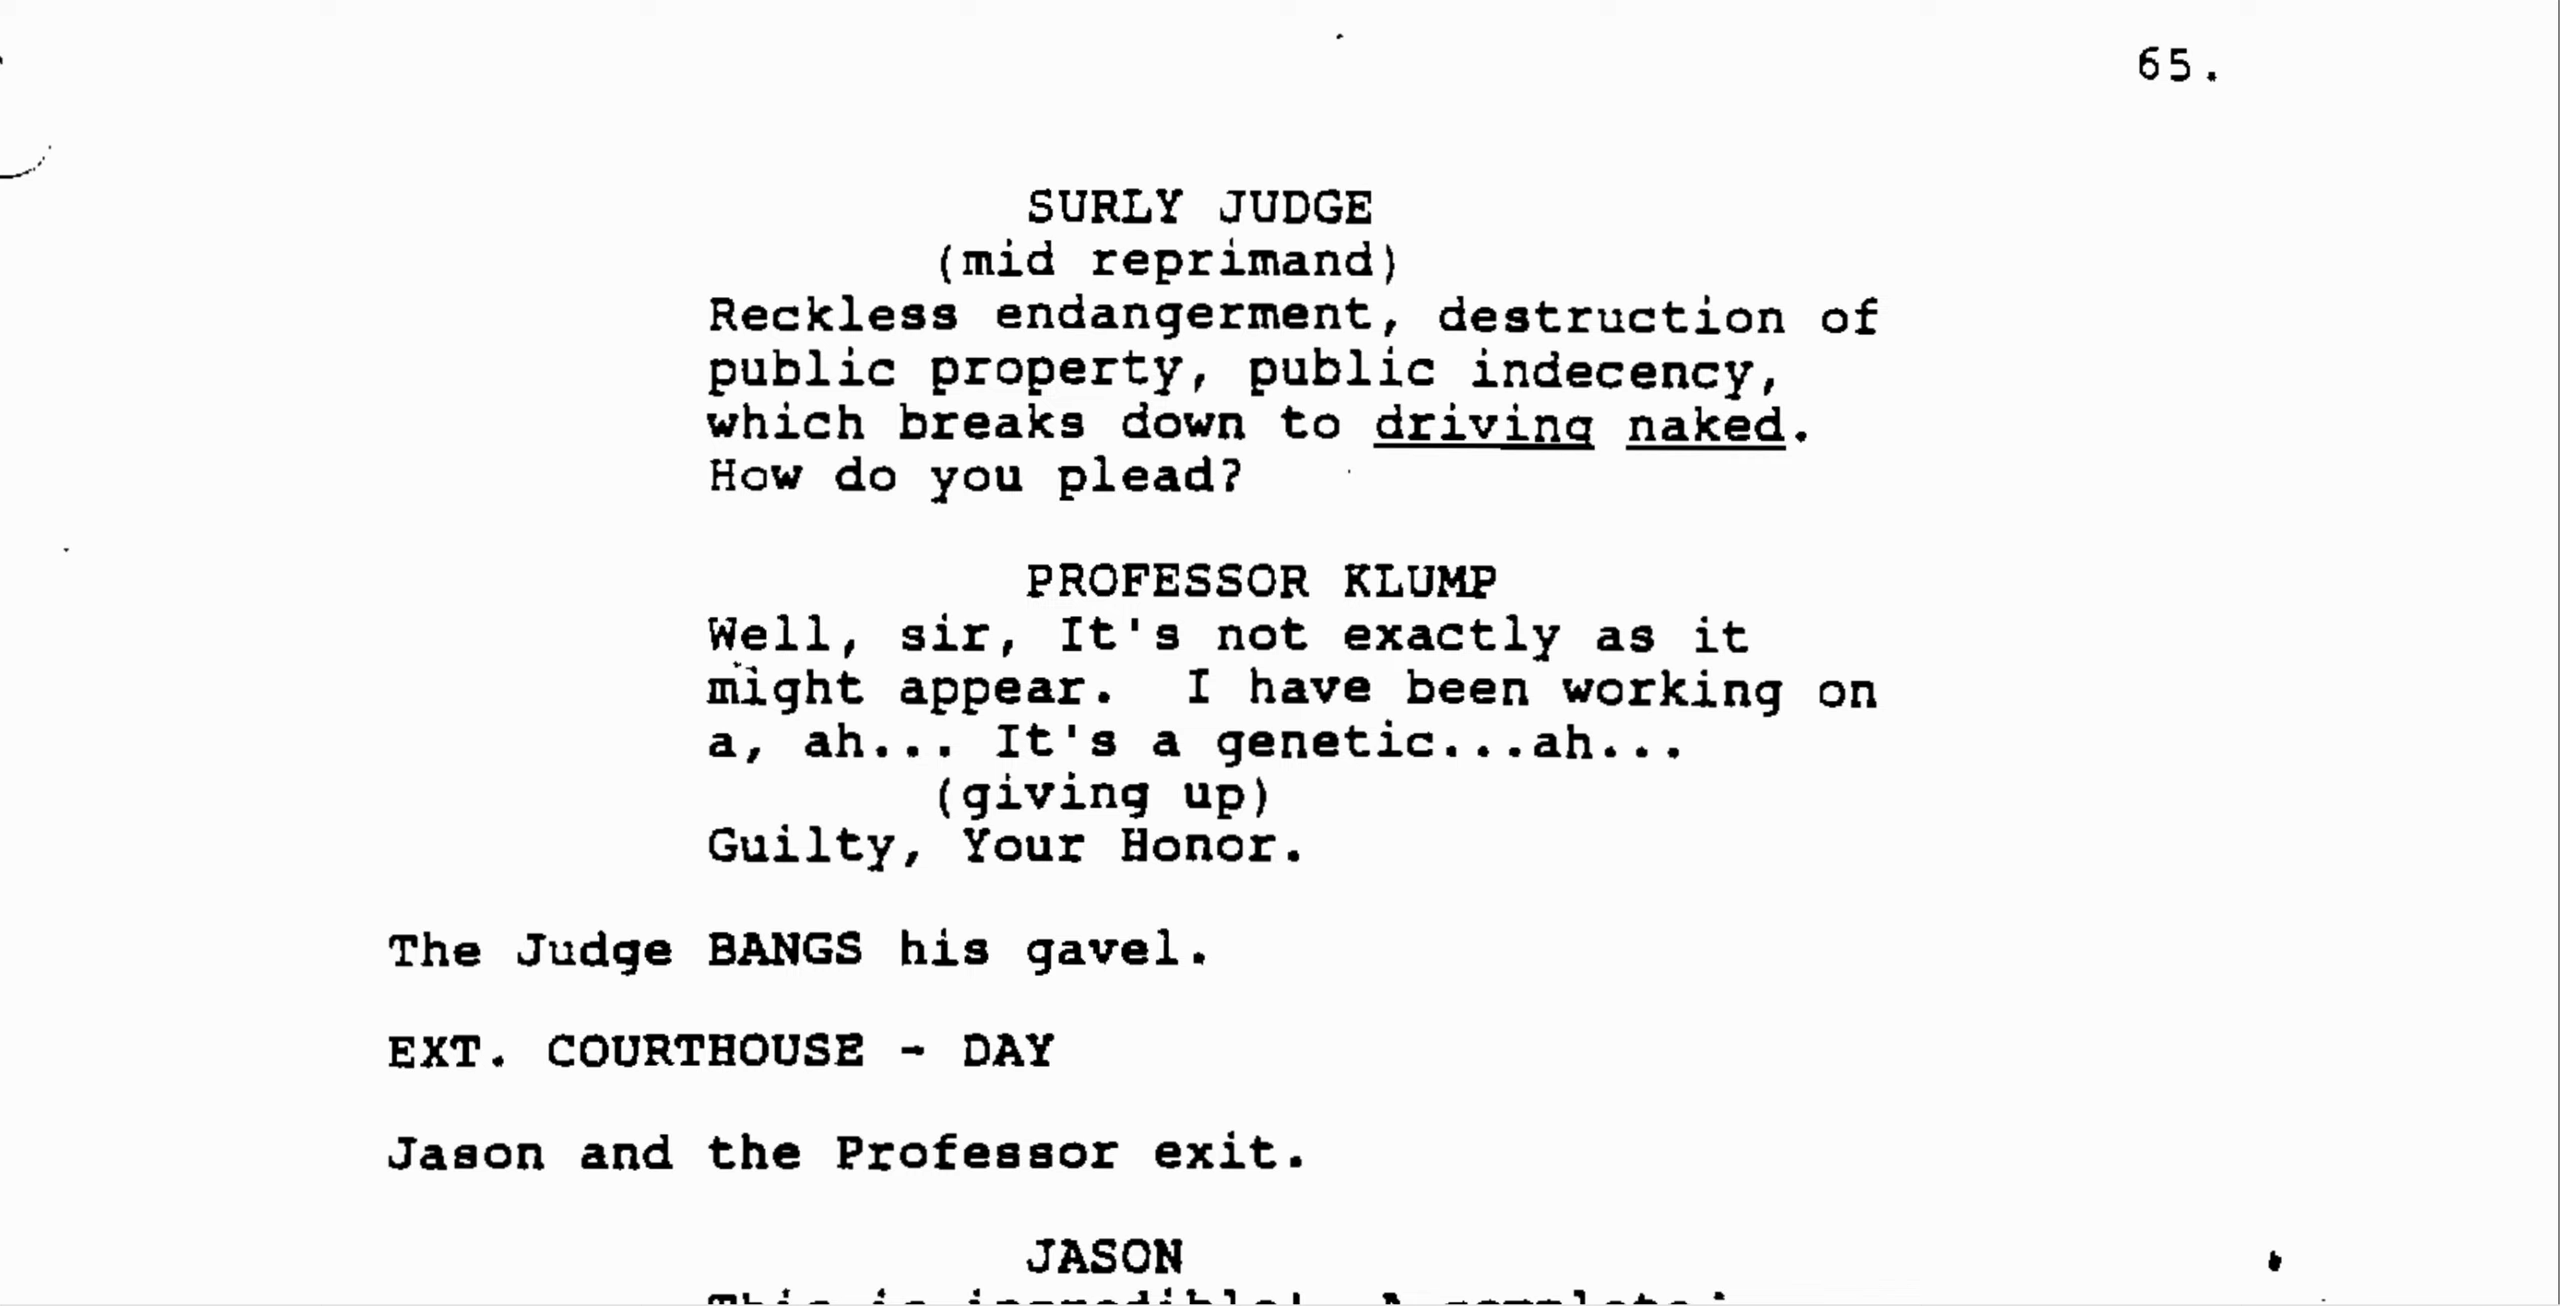 65.
SURLY JUDGE
(mid reprimand)
Reckless endangerment, destruction of
public property, public indecency,
which breaks down to driving naked.
How do you plead?
PROFESSOR KLUMP
Well, sir, It's not exactly as it
might appear.  I have been working on
a, ah... It's a genetic...ah...
(giving up)
Guilty, Your Honor.
The Judge BANGS his gavel.
EXT. COURTHOUSE - DAY
Jason and the Professor exit.
JASON
This is incredible! A